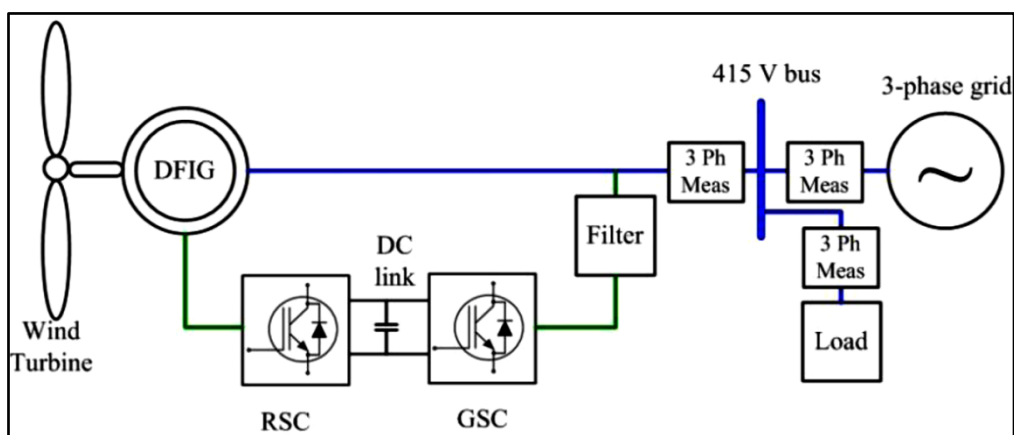 415 V bus
3-phase grid
DFIG
3 Ph
Meas
3 Ph
Meas
~
Filter
3 Ph
Meas
DC
link
Wind
Turbine
Load
RSC
GSC